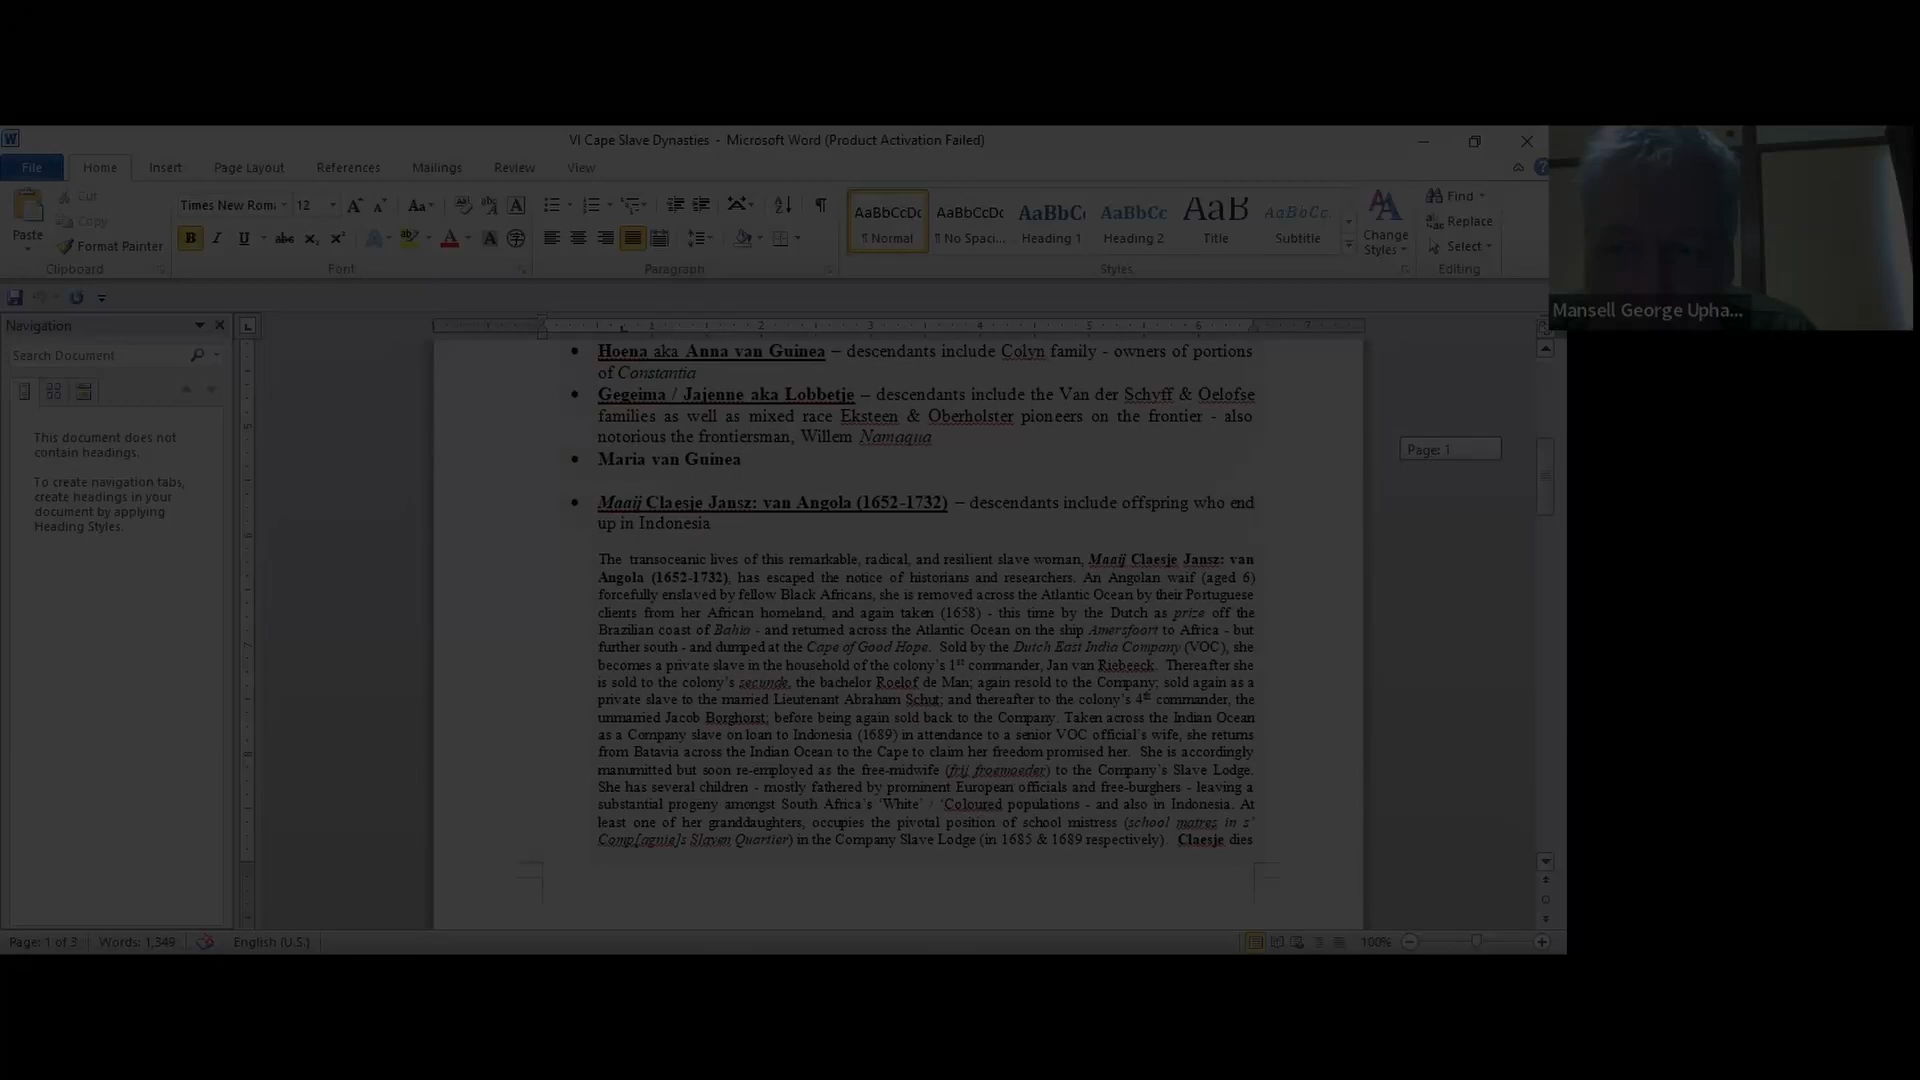 VI Cape Slave Dynasties - Microsoft Word (Product Activation Failed)
File Home Insert Page Layout References Mailings Review View
Paste
Cut
Copy
Format Painter
Clipboard
Times New Roma 12
Font
Paragraph
AaBbCcDc AaBbCcDc AaBbC AaBbCc AaB AaBbCc.
¶ Normal ¶ No Spaci... Heading 1 Heading 2 Title Subtitle
Change
Styles
Styles
Find
Replace
Select
Editing
Mansell George Upha...
Navigation
Search Document
This document does not
contain headings.
To create navigation tabs,
create headings in your
document by applying
Heading Styles.
1 2 3 4 5 6 7
5
6
7
8
• Hoena aka Anna van Guinea – descendants include Colyn family - owners of portions
of Constantia
• Gegeima / Jajenne aka Lobbetje – descendants include the Van der Schyff & Oelofse
families as well as mixed race Eksteen & Oberholster pioneers on the frontier - also
notorious the frontiersman, Willem Namaqua
• Maria van Guinea
• Maaij Claesje Jansz: van Angola (1652-1732) – descendants include offspring who end
up in Indonesia
The transoceanic lives of this remarkable, radical, and resilient slave woman, Maaij Claesje Jansz: van
Angola (1652-1732), has escaped the notice of historians and researchers. An Angolan waif (aged 6)
forcefully enslaved by fellow Black Africans, she is removed across the Atlantic Ocean by their Portuguese
clients from her African homeland, and again taken (1658) - this time by the Dutch as prize off the
Brazilian coast of Bahia - and returned across the Atlantic Ocean on the ship Amersfoort to Africa - but
further south - and dumped at the Cape of Good Hope. Sold by the Dutch East India Company (VOC), she
becomes a private slave in the household of the colony's 1st commander, Jan van Riebeeck. Thereafter she
is sold to the colony's secunde, the bachelor Roelof de Man; again resold to the Company; sold again as a
private slave to the married Lieutenant Abraham Schut; and thereafter to the colony's 4th commander, the
unmarried Jacob Borghorst; before being again sold back to the Company. Taken across the Indian Ocean
as a Company slave on loan to Indonesia (1689) in attendance to a senior VOC official's wife, she returns
from Batavia across the Indian Ocean to the Cape to claim her freedom promised her. She is accordingly
manumitted but soon re-employed as the free-midwife (frij froemoeder) to the Company's Slave Lodge.
She has several children - mostly fathered by prominent European officials and free-burghers - leaving a
substantial progeny amongst South Africa's 'White' / 'Coloured populations - and also in Indonesia. At
least one of her granddaughters, occupies the pivotal position of school mistress (school matres in s'
Comp[agnie]s Slaven Quartier) in the Company Slave Lodge (in 1685 & 1689 respectively). Claesje dies
Page: 1
Page: 1 of 3 Words: 1,349 English (U.S.) 100%